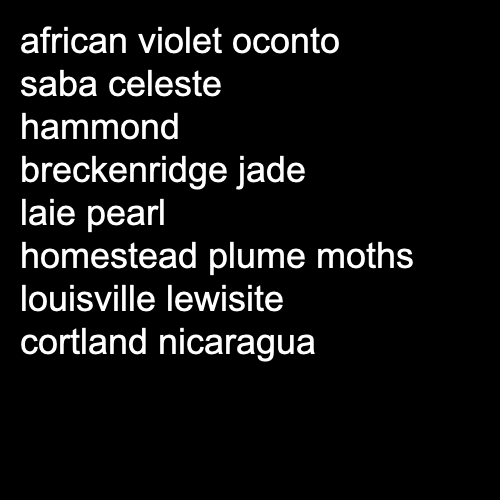 african violet oconto
saba celeste
hammond
breckenridge jade
laie pearl
homestead plume moths
louisville lewisite
cortland nicaragua